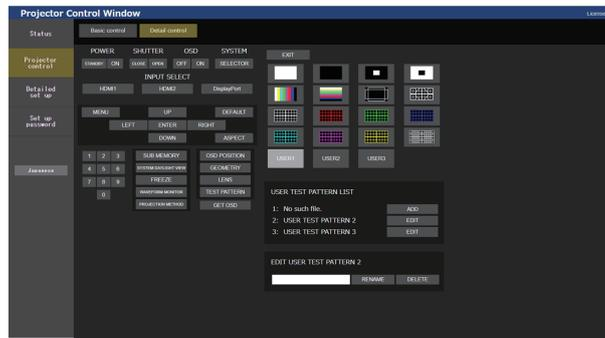 Projector Control Window
License
Status
Basic control
Detail control
Projector
control
POWER
SHUTTER
OSD
SYSTEM
STANDBY
ON
CLOSE
OPEN
OFF
ON
SELECTOR
INPUT SELECT
HDMI1
HDMI2
DisplayPort
Detailed
set up
Set up
password
MENU
UP
DEFAULT
LEFT
ENTER
RIGHT
DOWN
ASPECT
1
2
3
SUB MEMORY
OSD POSITION
4
5
6
SYSTEM DAYLIGHT VIEW
GEOMETRY
7
8
9
FREEZE
LENS
0
WAVEFORM MONITOR
TEST PATTERN
PROJECTION METHOD
GET OSD
Japanese
EXIT
USER1
USER2
USER3
USER TEST PATTERN LIST
1: No such file.
ADD
2: USER TEST PATTERN 2
EDIT
3: USER TEST PATTERN 3
EDIT
EDIT USER TEST PATTERN 2
RENAME
DELETE